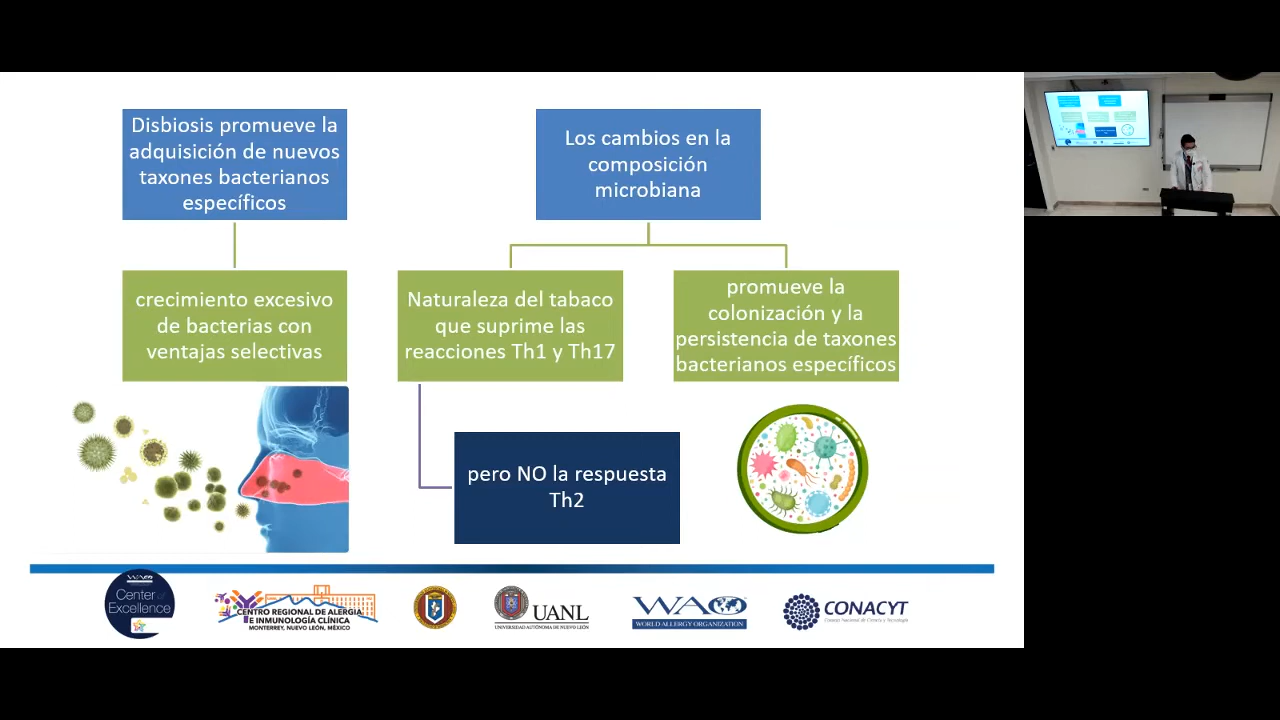 Disbiosis promueve la
adquisición de nuevos
taxones bacterianos
específicos
Los cambios en la
composición
microbiana
crecimiento excesivo
de bacterias con
ventajas selectivas
Naturaleza del tabaco
que suprime las
reacciones Th1 y Th17
promueve la
colonización y la
persistencia de taxones
bacterianos específicos
pero NO la respuesta
Th2
Center of
Excellence
CENTRO REGIONAL DE ALERGIA
E INMUNOLOGÍA CLÍNICA
MONTERREY, NUEVO LEÓN, MÉXICO
UANL
UNIVERSIDAD AUTÓNOMA DE NUEVO LEÓN
WAO
WORLD ALLERGY ORGANIZATION
CONACYT
Consejo Nacional de Ciencia y Tecnología